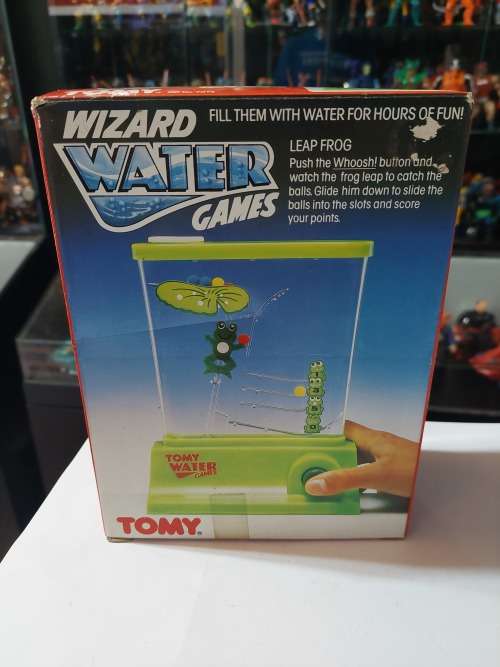 WIZARD
WATER
GAMES
FILL THEM WITH WATER FOR HOURS OF FUN!
LEAP FROG
Push the Whoosh! button and
watch the frog leap to catch the
balls. Glide him down to slide the
balls into the slots and score
your points.
TOMY
WATER
GAMES
TOMY.